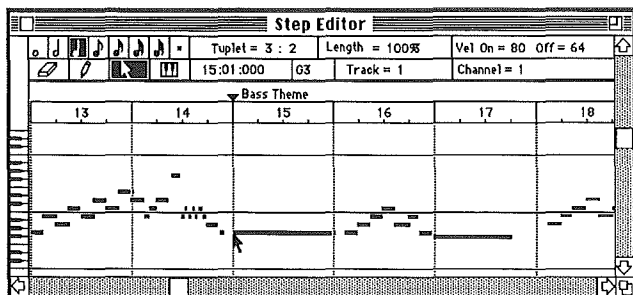 Step Editor
Tuplet = 3 : 2 Length = 100% Vel On = 80 Off = 64
15:01:000 G3 Track = 1 Channel = 1
Bass Theme
13 14 15 16 17 18